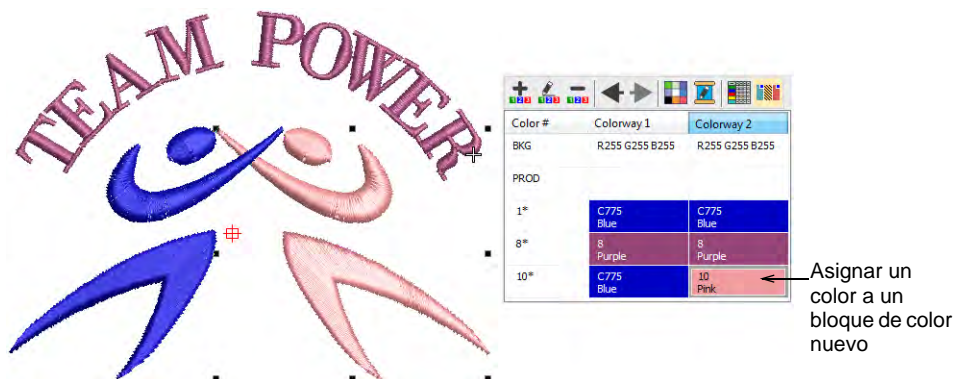 TEAM POWER
Color # Colorway 1 Colorway 2
BKG R255 G255 B255 R255 G255 B255
PROD
1* C775 C775
Blue Blue
8* 8 8
Purple Purple
10* C775 10
Blue Pink
Asignar un
color a un
bloque de color
nuevo